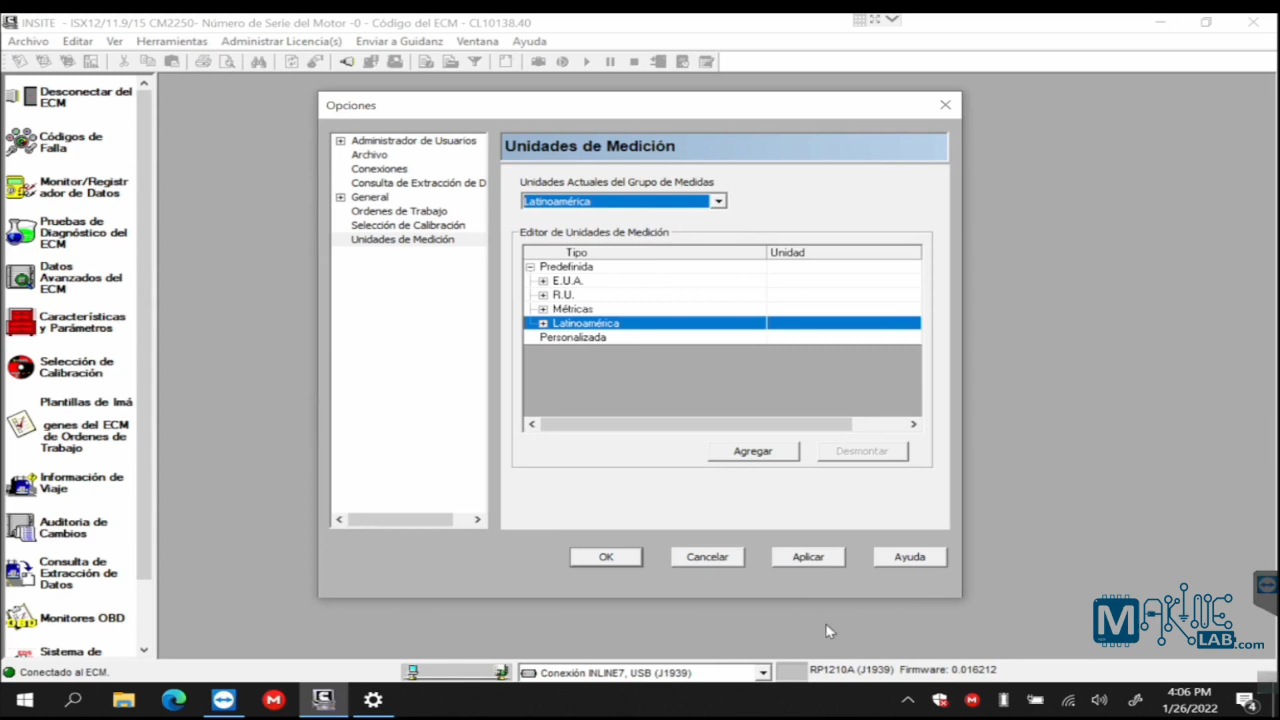 INSITE - ISX12/11.9/15 CM2250- Número de Serie del Motor -0 - Código del ECM - CL10138.40
Archivo Editar Ver Herramientas Administrar Licencia(s) Enviar a Guidanz Ventana Ayuda
Desconectar del
ECM
Códigos de
Falla
Monitor/Registr
ador de Datos
Pruebas de
Diagnóstico del
ECM
Datos
Avanzados del
ECM
Características
y Parámetros
Selección de
Calibración
Plantillas de Imá
genes del ECM
de Ordenes de
Trabajo
Información de
Viaje
Auditoria de
Cambios
Consulta de
Extracción de
Datos
Monitores OBD
Sistema de
Opciones
Administrador de Usuarios
Archivo
Conexiones
Consulta de Extracción de D
General
Ordenes de Trabajo
Selección de Calibración
Unidades de Medición
Unidades de Medición
Unidades Actuales del Grupo de Medidas
Latinoamérica
Editor de Unidades de Medición
Tipo Unidad
Predefinida
E.U.A.
R.U.
Métricas
Latinoamérica
Personalizada
Agregar Desmontar
OK Cancelar Aplicar Ayuda
MARINE
LAB.com
Conectado al ECM. Conexión INLINE7, USB (J1939) RP1210A (J1939) Firmware: 0.016212
4:06 PM
1/26/2022
4